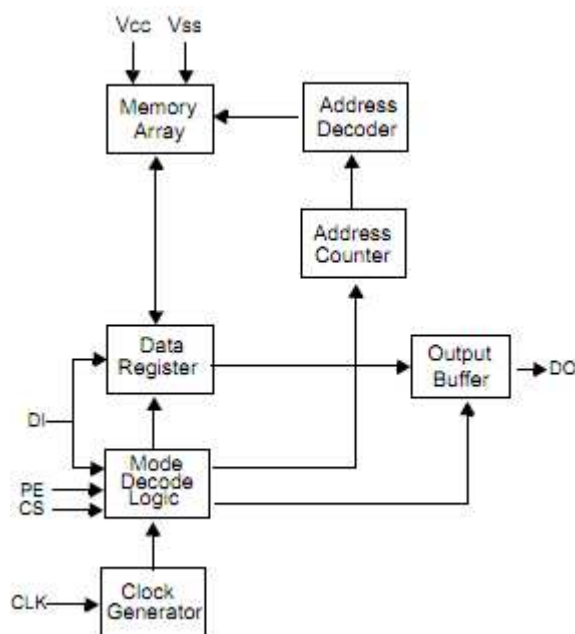 Vcc Vss
Memory
Array
Address
Decoder
Address
Counter
Data
Register
Output
Buffer
DO
DI
Mode
Decode
Logic
PE
CS
CLK
Clock
Generator